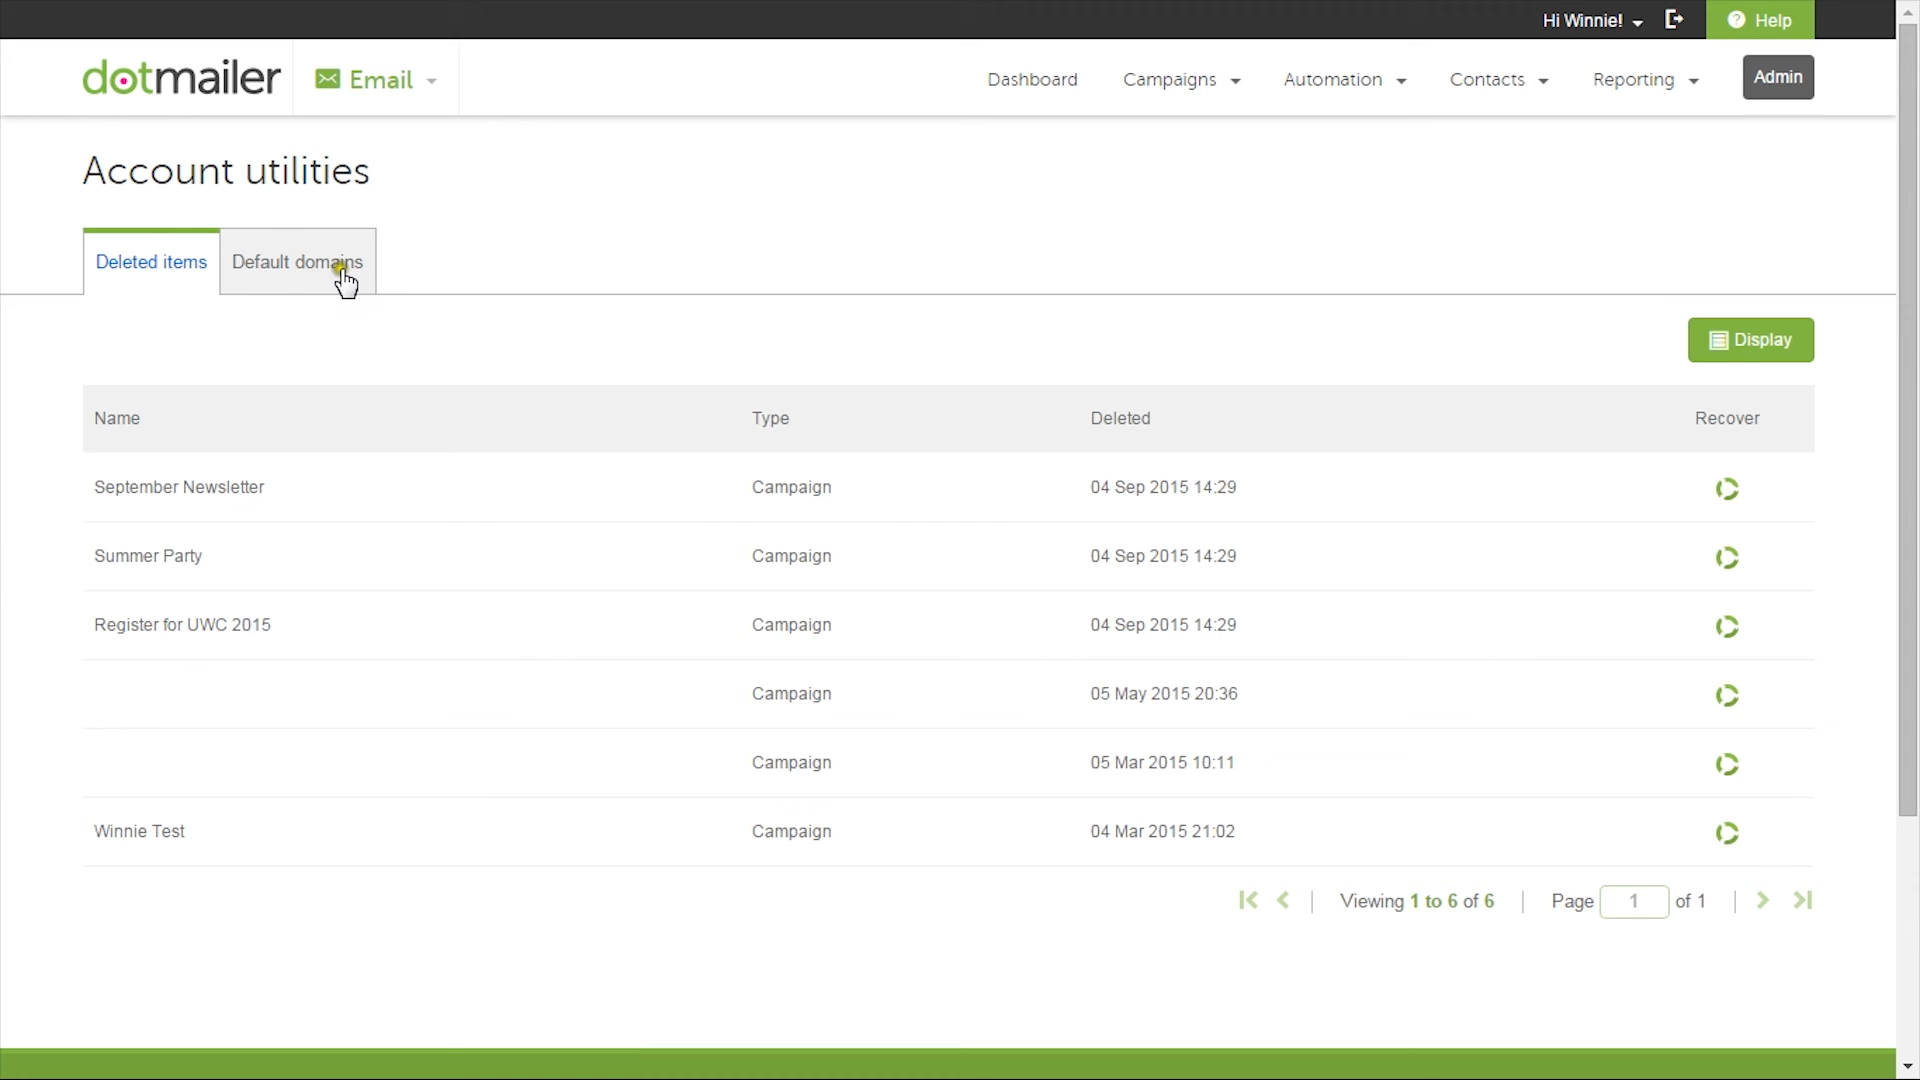 Hi Winnie! Help
dotmailer Email Dashboard Campaigns Automation Contacts Reporting Admin
Account utilities
Deleted items Default domains
Display
Name Type Deleted Recover
September Newsletter Campaign 04 Sep 2015 14:29
Summer Party Campaign 04 Sep 2015 14:29
Register for UWC 2015 Campaign 04 Sep 2015 14:29
Campaign 05 May 2015 20:36
Campaign 05 Mar 2015 10:11
Winnie Test Campaign 04 Mar 2015 21:02
Viewing 1 to 6 of 6 | Page 1 of 1 |